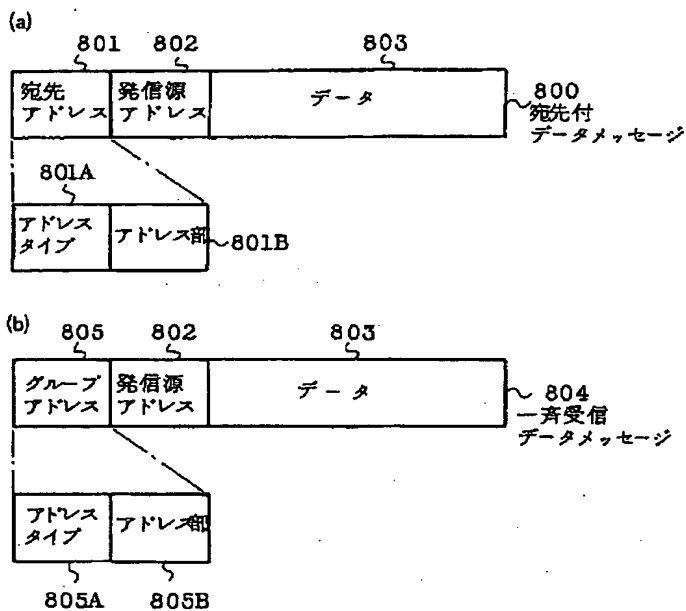 (a)
801 802 803
宛先 発信源 データ
アドレス アドレス
800
宛先付
データメッセージ
801A
アドレス アドレス部
タイプ
801B
(b)
805 802 803
グループ 発信源 データ
アドレス アドレス
804
一斉受信
データメッセージ
アドレス アドレス部
タイプ
805A 805B